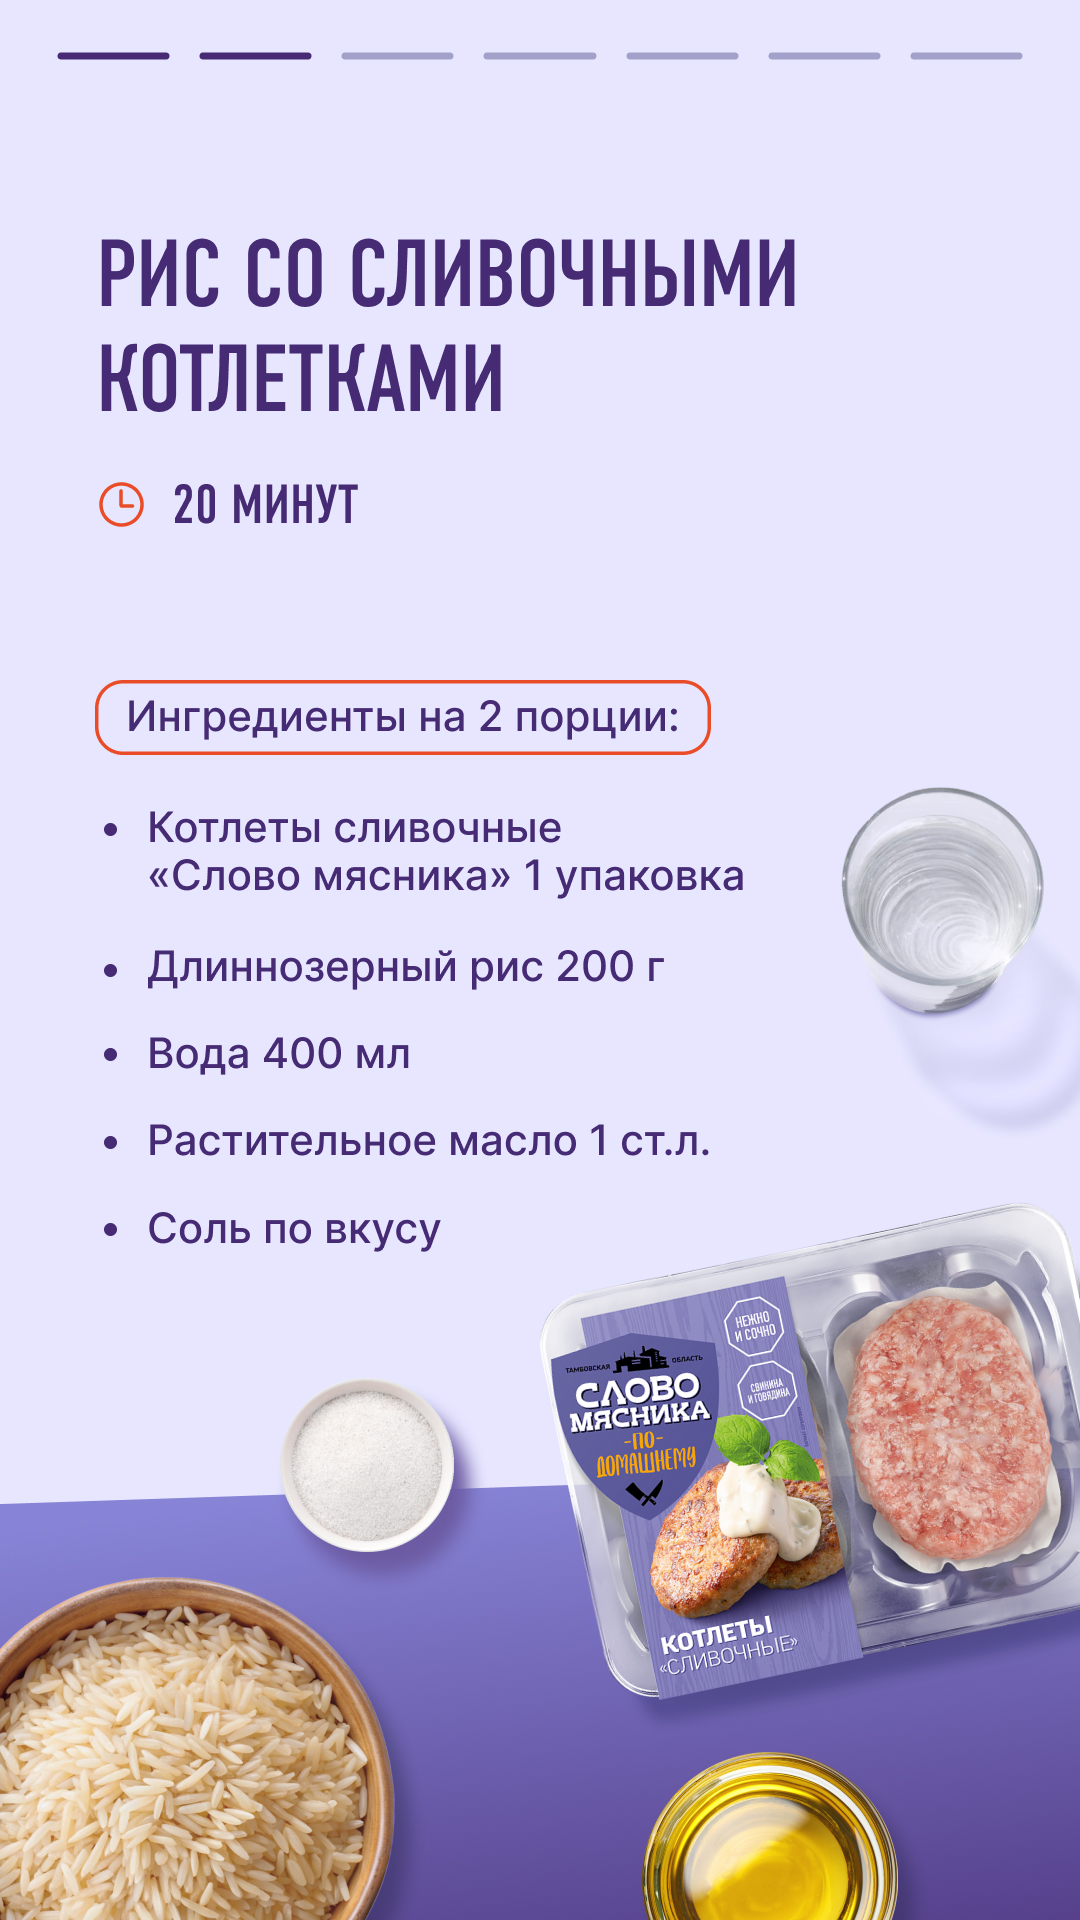 РИС СО СЛИВОЧНЫМИ
КОТЛЕТКАМИ
20 МИНУТ
Ингредиенты на 2 порции:
• Котлеты сливочные
«Слово мясника» 1 упаковка
• Длиннозерный рис 200 г
• Вода 400 мл
• Растительное масло 1 ст.л.
• Соль по вкусу
НЕЖНО
И СОЧНО
СВИНИНА
И ГОВЯДИНА
ТАМБОВСКАЯ ОБЛАСТЬ
СЛОВО
МЯСНИКА
-ПО-
ДОМАШНЕМУ
КОТЛЕТЫ
«СЛИВОЧНЫЕ»